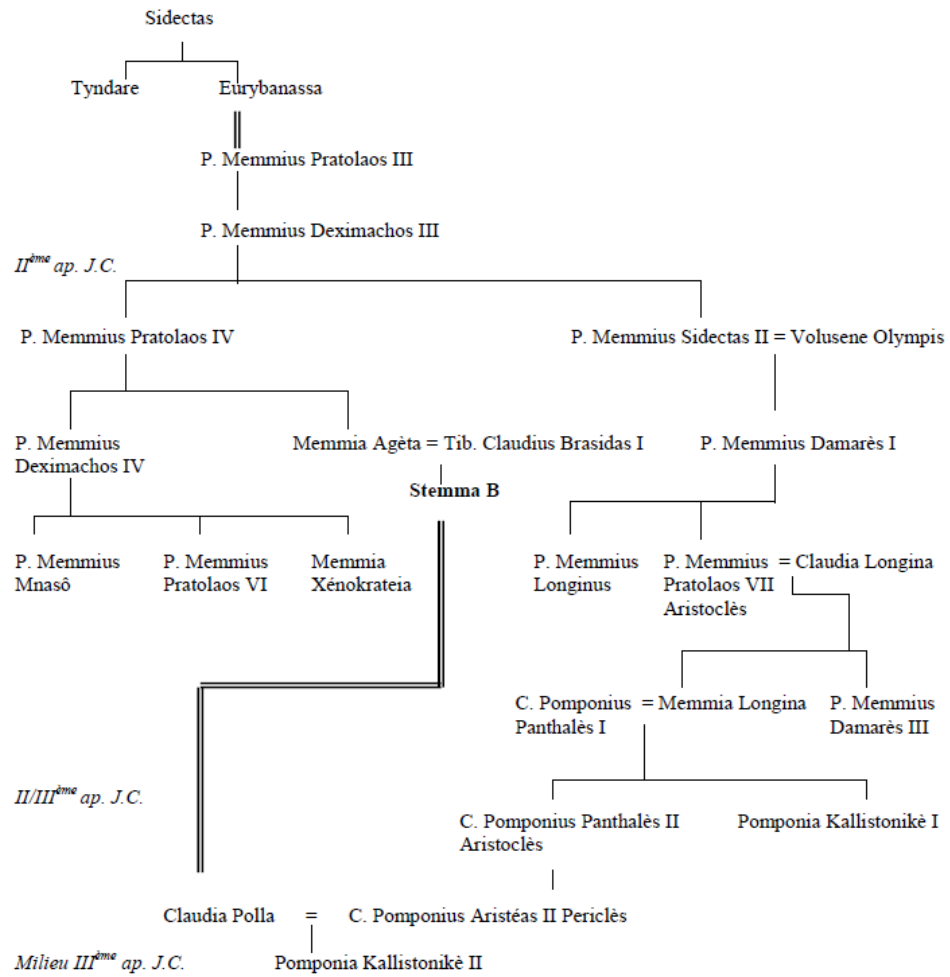 Sidectas
Tyndare Eurybanassa
P. Memmius Pratolaos III
P. Memmius Deximachos III
IIème ap. J.C.
P. Memmius Pratolaos IV P. Memmius Sidectas II = Volusene Olympis
P. Memmius
Deximachos IV
Memmia Agèta = Tib. Claudius Brasidas I
P. Memmius Damarès I
Stemma B
P. Memmius
Mnasô
P. Memmius
Pratolaos VI
Memmia
Xénokrateia
P. Memmius
Longinus
P. Memmius = Claudia Longina
Pratolaos VII
Aristoclès
C. Pomponius = Memmia Longina
Panthalès I
P. Memmius
Damarès III
II/IIIème ap. J.C.
C. Pomponius Panthalès II
Aristoclès
Pomponia Kallistonikè I
Claudia Polla = C. Pomponius Aristéas II Periclès
Milieu IIIème ap. J.C. Pomponia Kallistonikè II